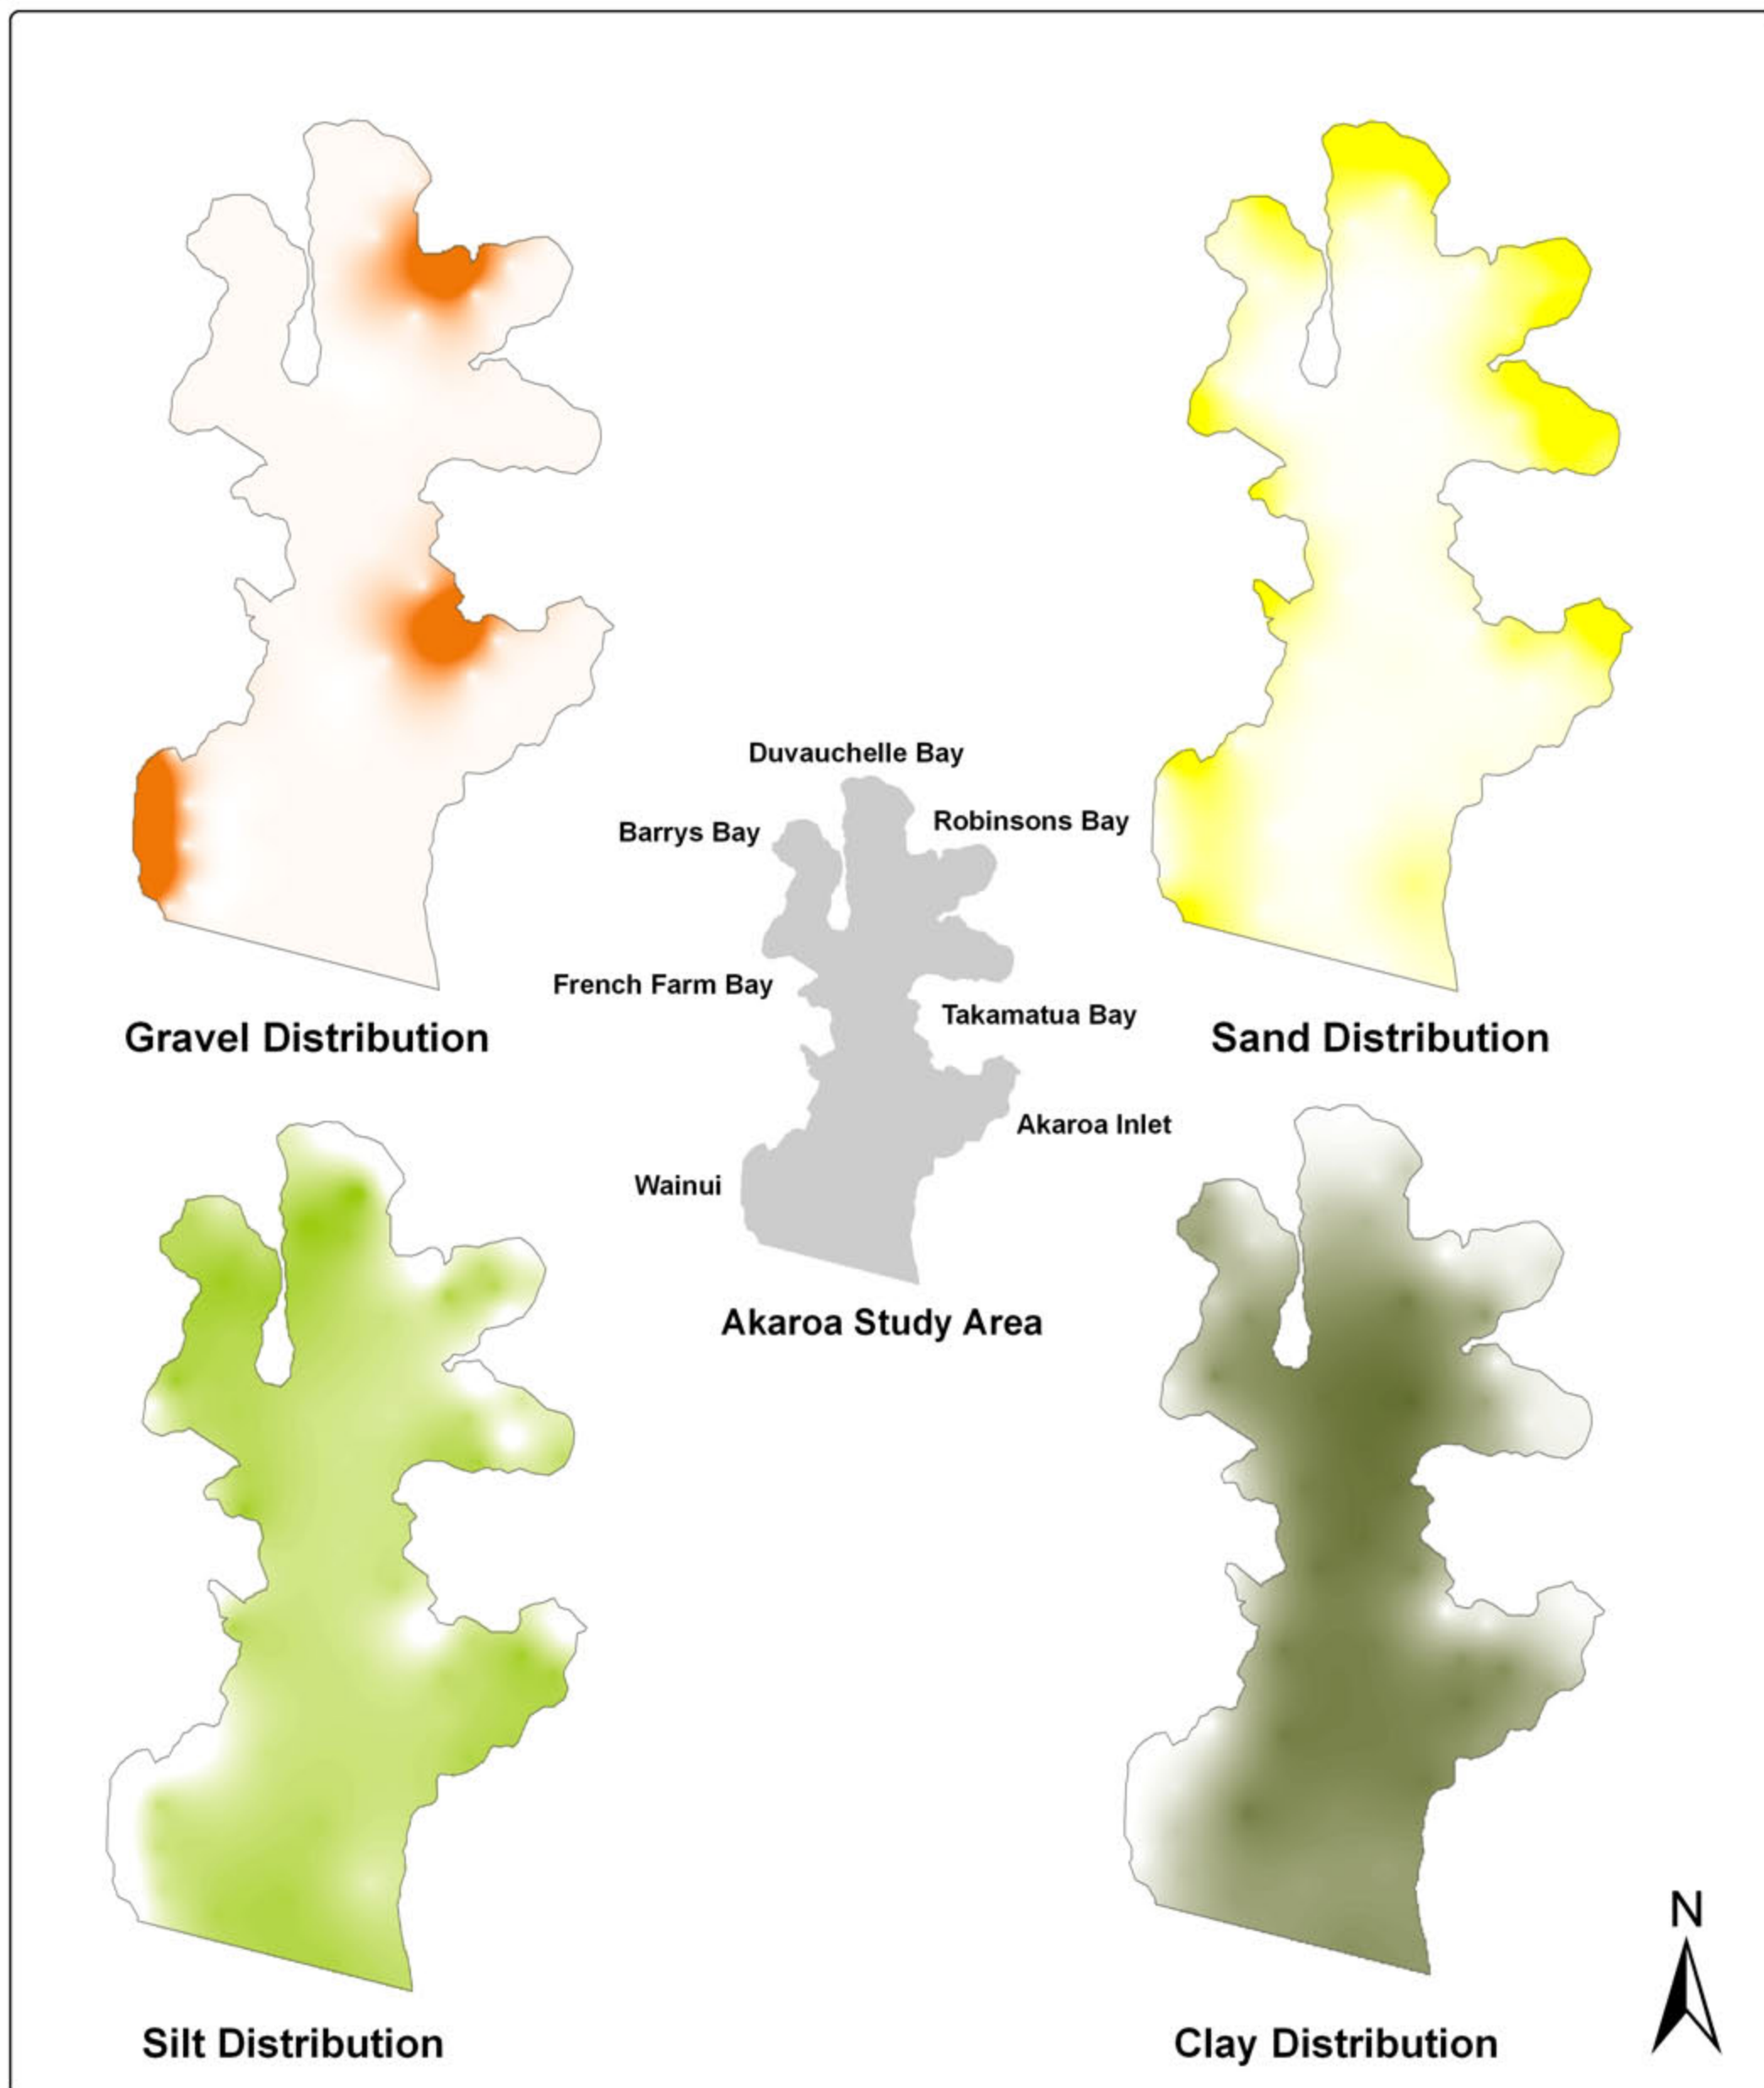 Duvauchelle Bay
Barrys Bay
Robinsons Bay
French Farm Bay
Takamatua Bay
Gravel Distribution
Sand Distribution
Akaroa Inlet
Wainui
Akaroa Study Area
N
Silt Distribution
Clay Distribution